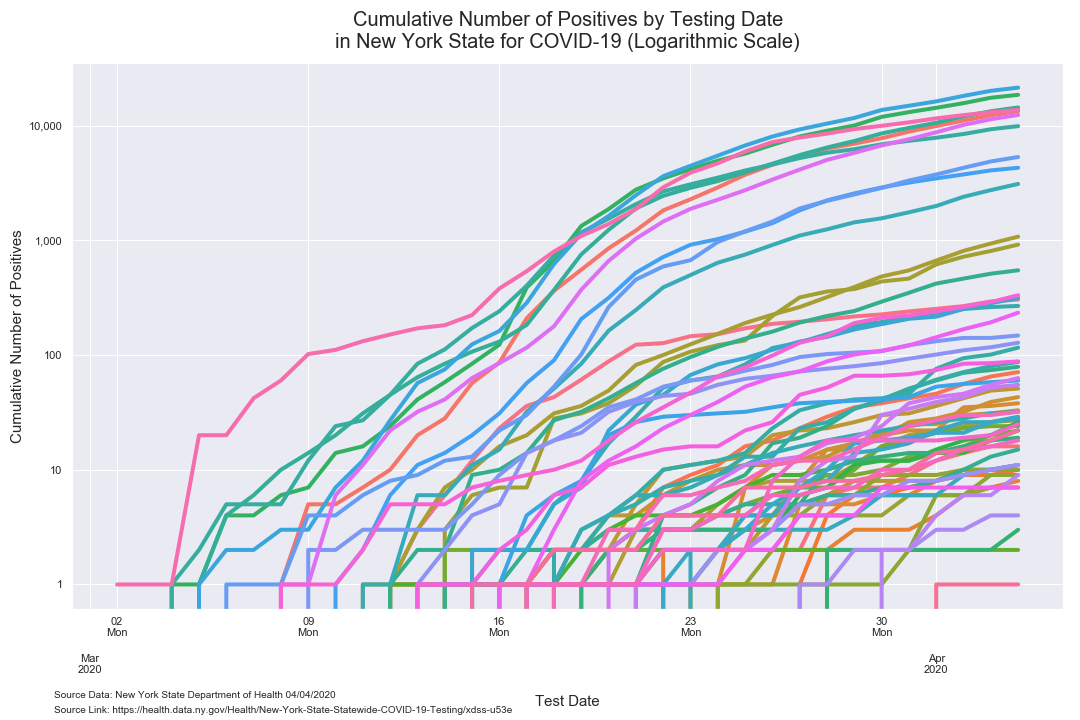 Cumulative Number of Positives by Testing Date
in New York State for COVID-19 (Logarithmic Scale)
Cumulative Number of Positives
10,000
1,000
100
10
1
02
Mon
09
Mon
16
Mon
23
Mon
30
Mon
Mar
2020
Apr
2020
Test Date
Source Data: New York State Department of Health 04/04/2020
Source Link: https://health.data.ny.gov/Health/New-York-State-Statewide-COVID-19-Testing/xdss-u53e